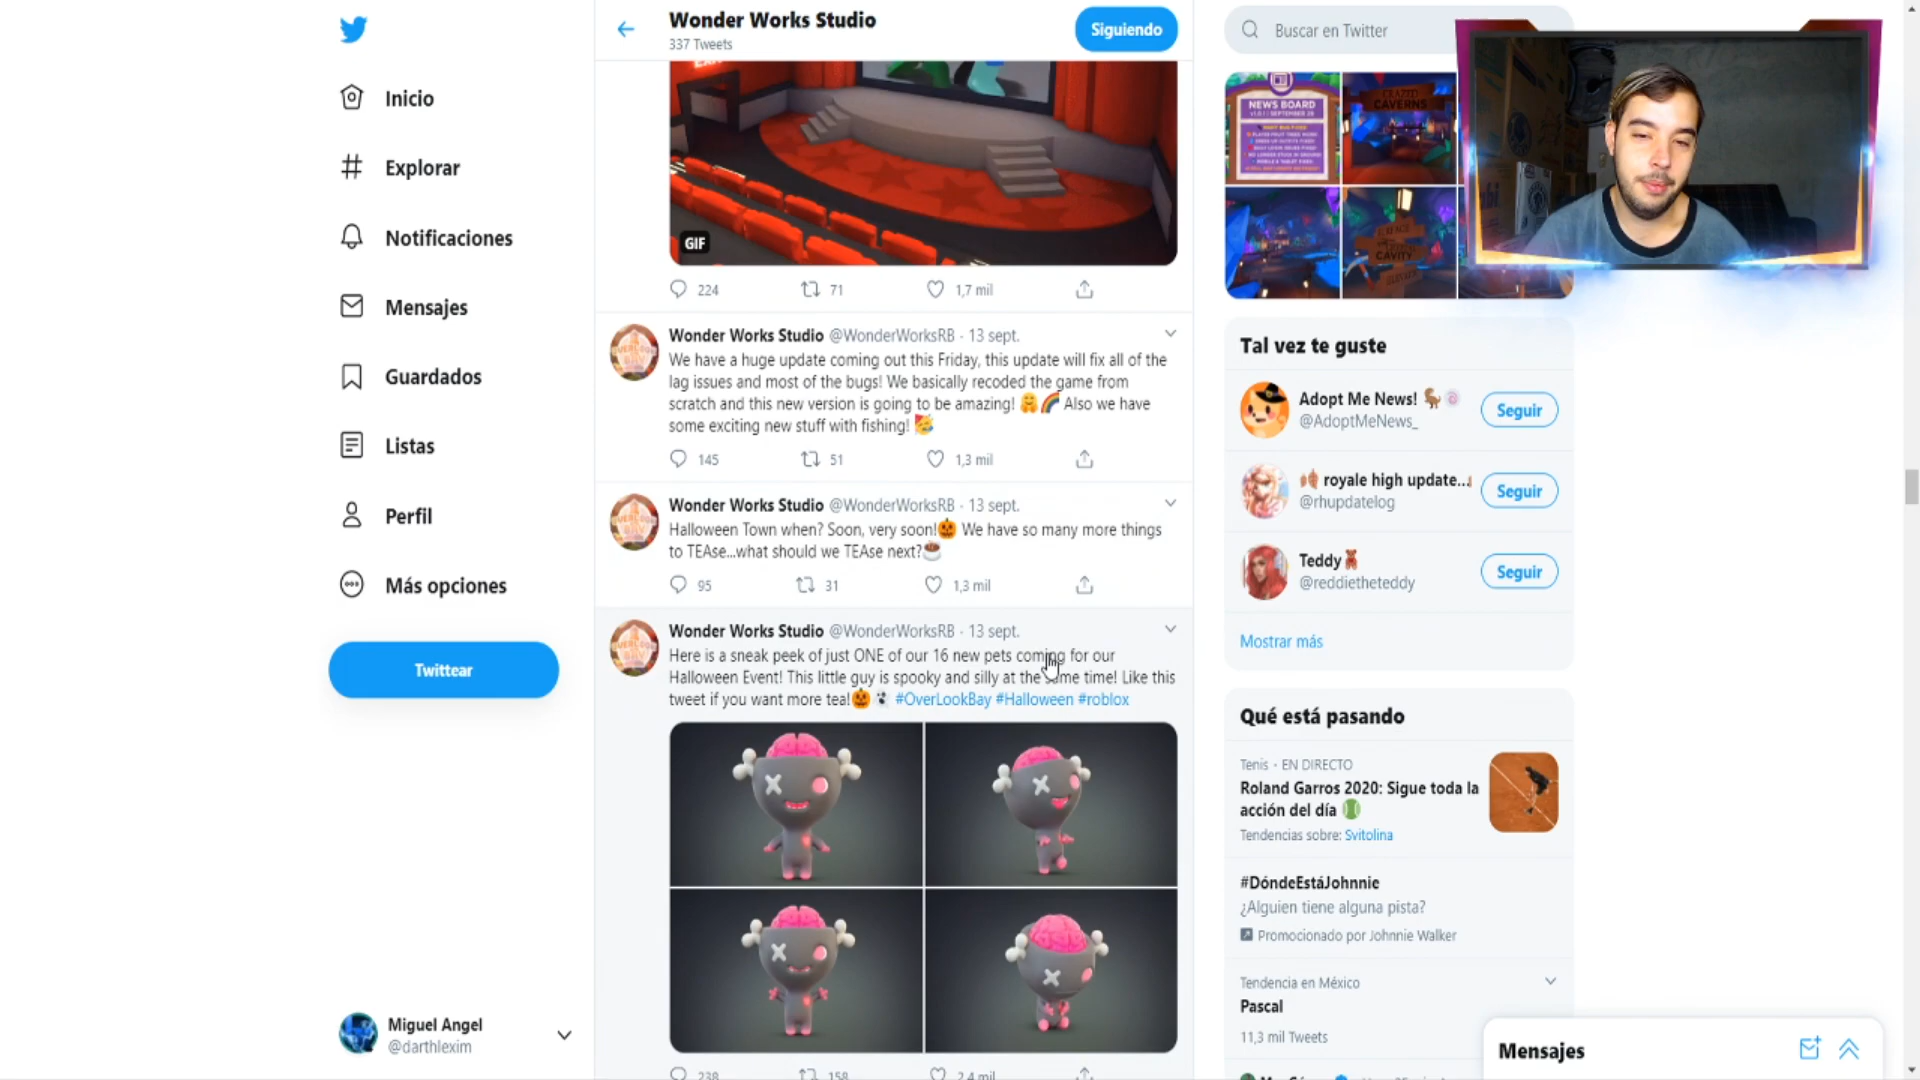 Inicio
Explorar
Notificaciones
Mensajes
Guardados
Listas
Perfil
Más opciones
Twittear
Miguel Angel
@darthlexim
Wonder Works Studio
337 Tweets
Siguiendo
GIF
224 71 1,7 mil
Wonder Works Studio @WonderWorksRB · 13 sept.
We have a huge update coming out this Friday, this update will fix all of the
lag issues and most of the bugs! We basically recoded the game from
scratch and this new version is going to be amazing! 🤗🌈 Also we have
some exciting new stuff with fishing! 🥳
145 51 1,3 mil
Wonder Works Studio @WonderWorksRB · 13 sept.
Halloween Town when? Soon, very soon!🎃 We have so many more things
to TEAse...what should we TEAse next?☕
95 31 1,3 mil
Wonder Works Studio @WonderWorksRB · 13 sept.
Here is a sneak peek of just ONE of our 16 new pets coming for our
Halloween Event! This little guy is spooky and silly at the same time! Like this
tweet if you want more tea!🎃 #OverLookBay #Halloween #roblox
238 158 2,4 mil
Buscar en Twitter
NEWS BOARD
CRAZED
CAVERNS
CAVITY
Tal vez te guste
Adopt Me News!
@AdoptMeNews_
Seguir
royale high update...
@rhupdatelog
Seguir
Teddy🧸
@reddietheteddy
Seguir
Mostrar más
Qué está pasando
Tenis · EN DIRECTO
Roland Garros 2020: Sigue toda la
acción del día 🎾
Tendencias sobre: Svitolina
#DóndeEstáJohnnie
¿Alguien tiene alguna pista?
Promocionado por Johnnie Walker
Tendencia en México
Pascal
11,3 mil Tweets
Mensajes